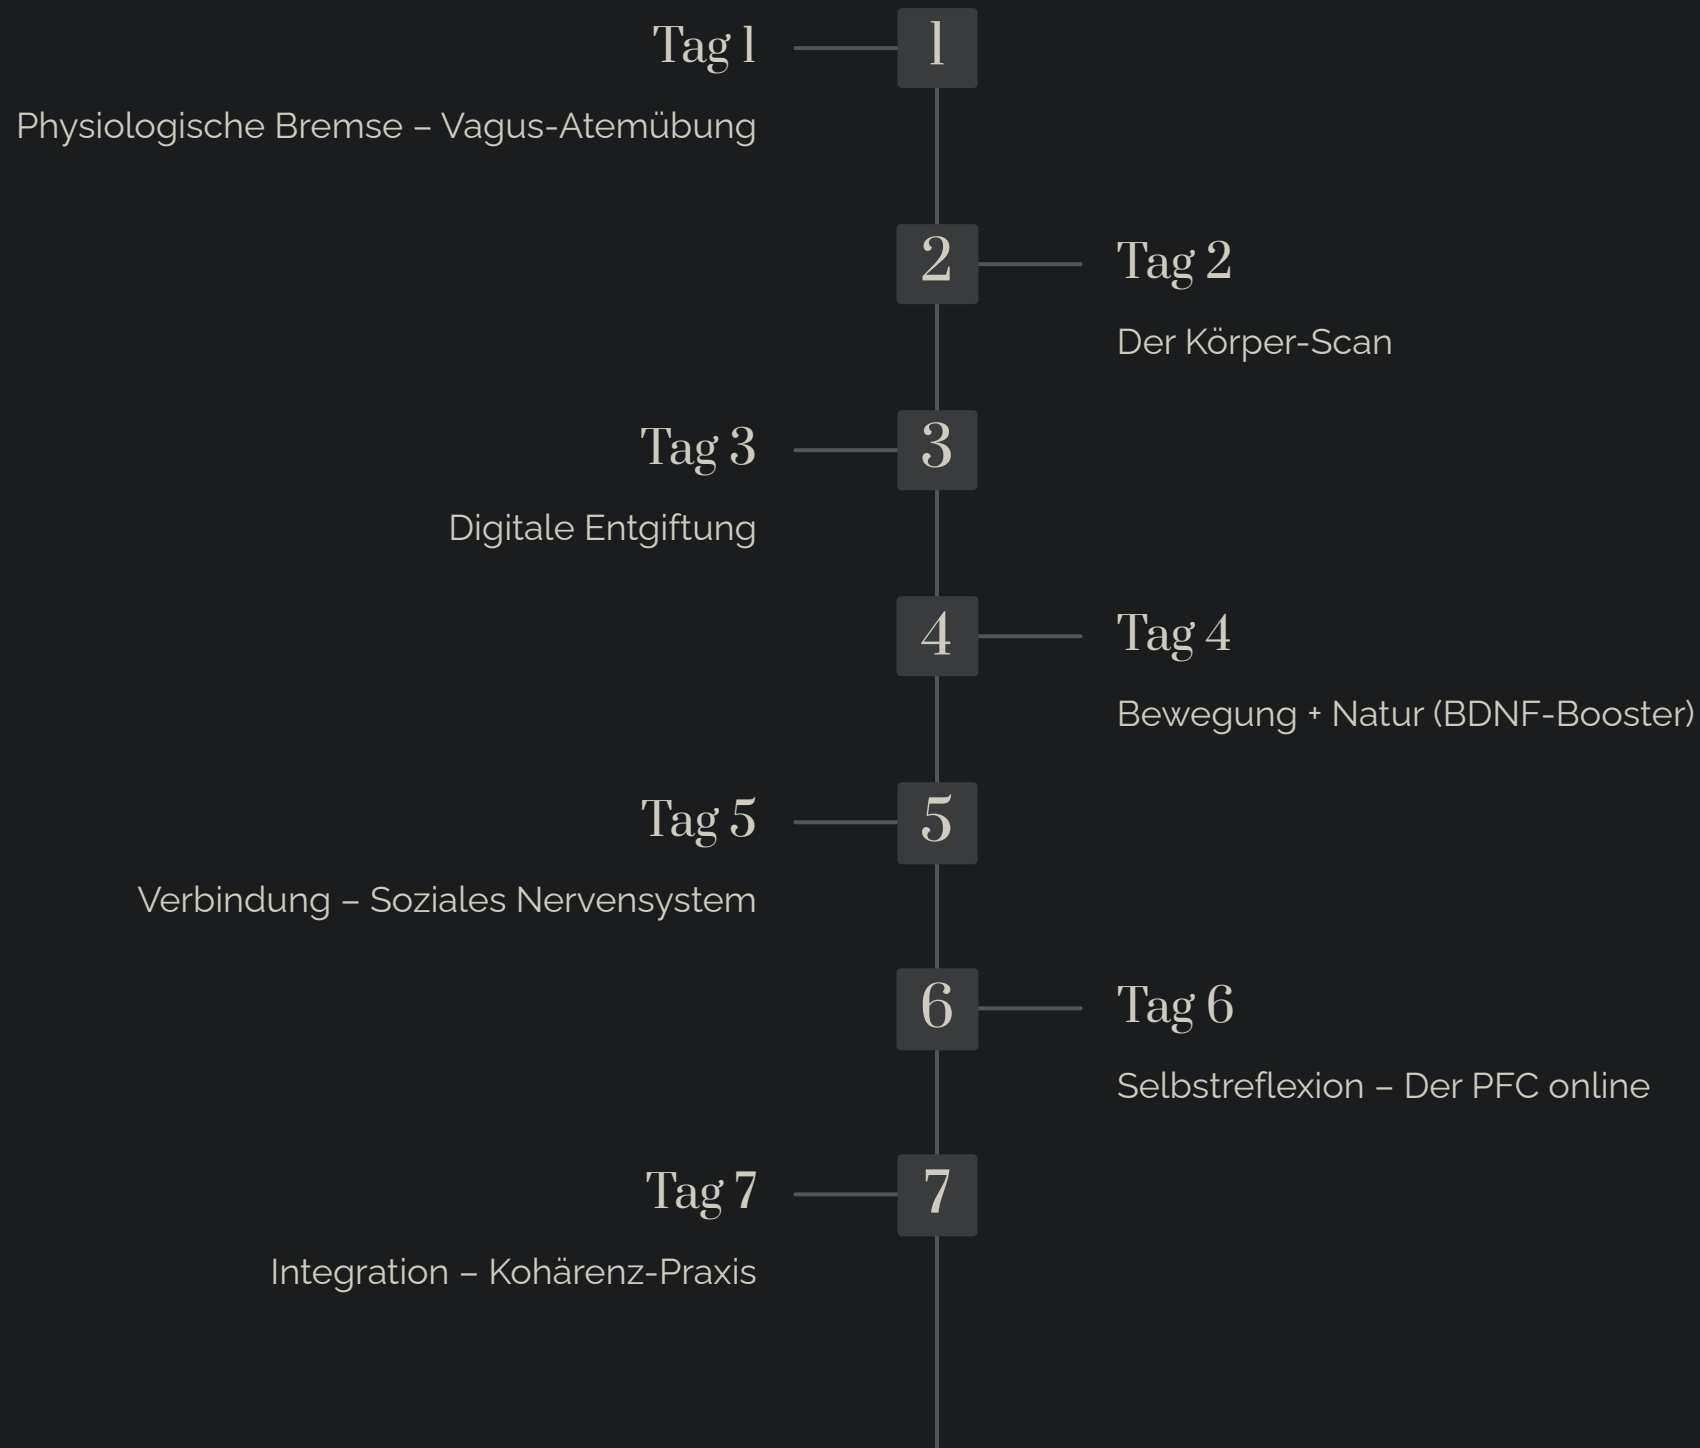 Tag 1
1
Physiologische Bremse – Vagus-Atemübung
2
Tag 2
Der Körper-Scan
Tag 3
3
Digitale Entgiftung
4
Tag 4
Bewegung + Natur (BDNF-Booster)
Tag 5
5
Verbindung – Soziales Nervensystem
6
Tag 6
Selbstreflexion – Der PFC online
Tag 7
7
Integration – Kohärenz-Praxis